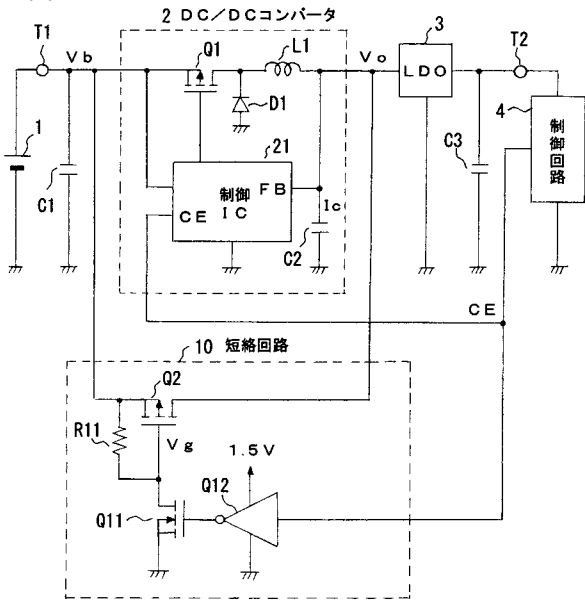 2 DC/DCコンバータ
T1
Vb
Q1
L1
Vo
3
T2
LDO
D1
4
1
21
制御回路
C1
制御
IC
FB
CE
Ic
C2
C3
CE
10 短絡回路
Q2
R11
Vg
1.5V
Q12
Q11